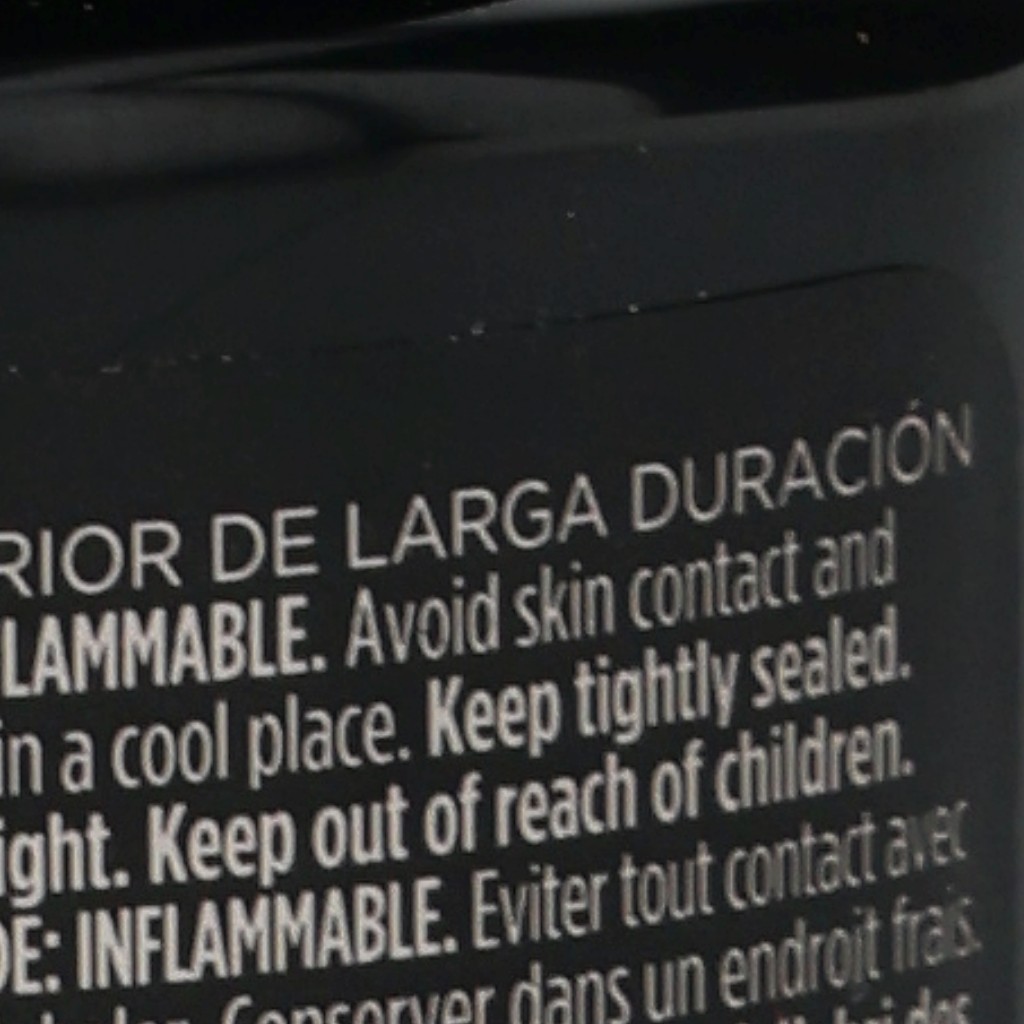 RIOR DE LARGA DURACIÓN
LAMMABLE. Avoid skin contact and
in a cool place. Keep tightly sealed.
ight. Keep out of reach of children.
DE: INFLAMMABLE. Eviter tout contact avec
Conserver dans un endroit frais.